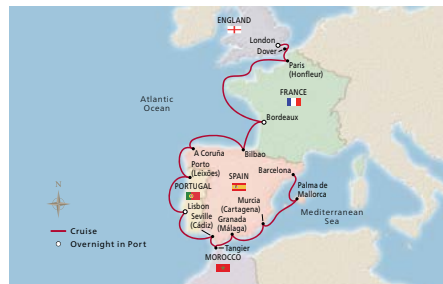 ENGLAND
London
Dover
Paris
(Honfleur)
FRANCE
Atlantic
Ocean
Bordeaux
A Coruña
Bilbao
Porto
(Leixões)
SPAIN
Barcelona
PORTUGAL
Palma de
Mallorca
Murcia
(Cartagena)
Lisbon
Seville
(Cádiz)
Granada
(Málaga)
Mediterranean
Sea
Tangier
MOROCCO
N
Cruise
Overnight in Port